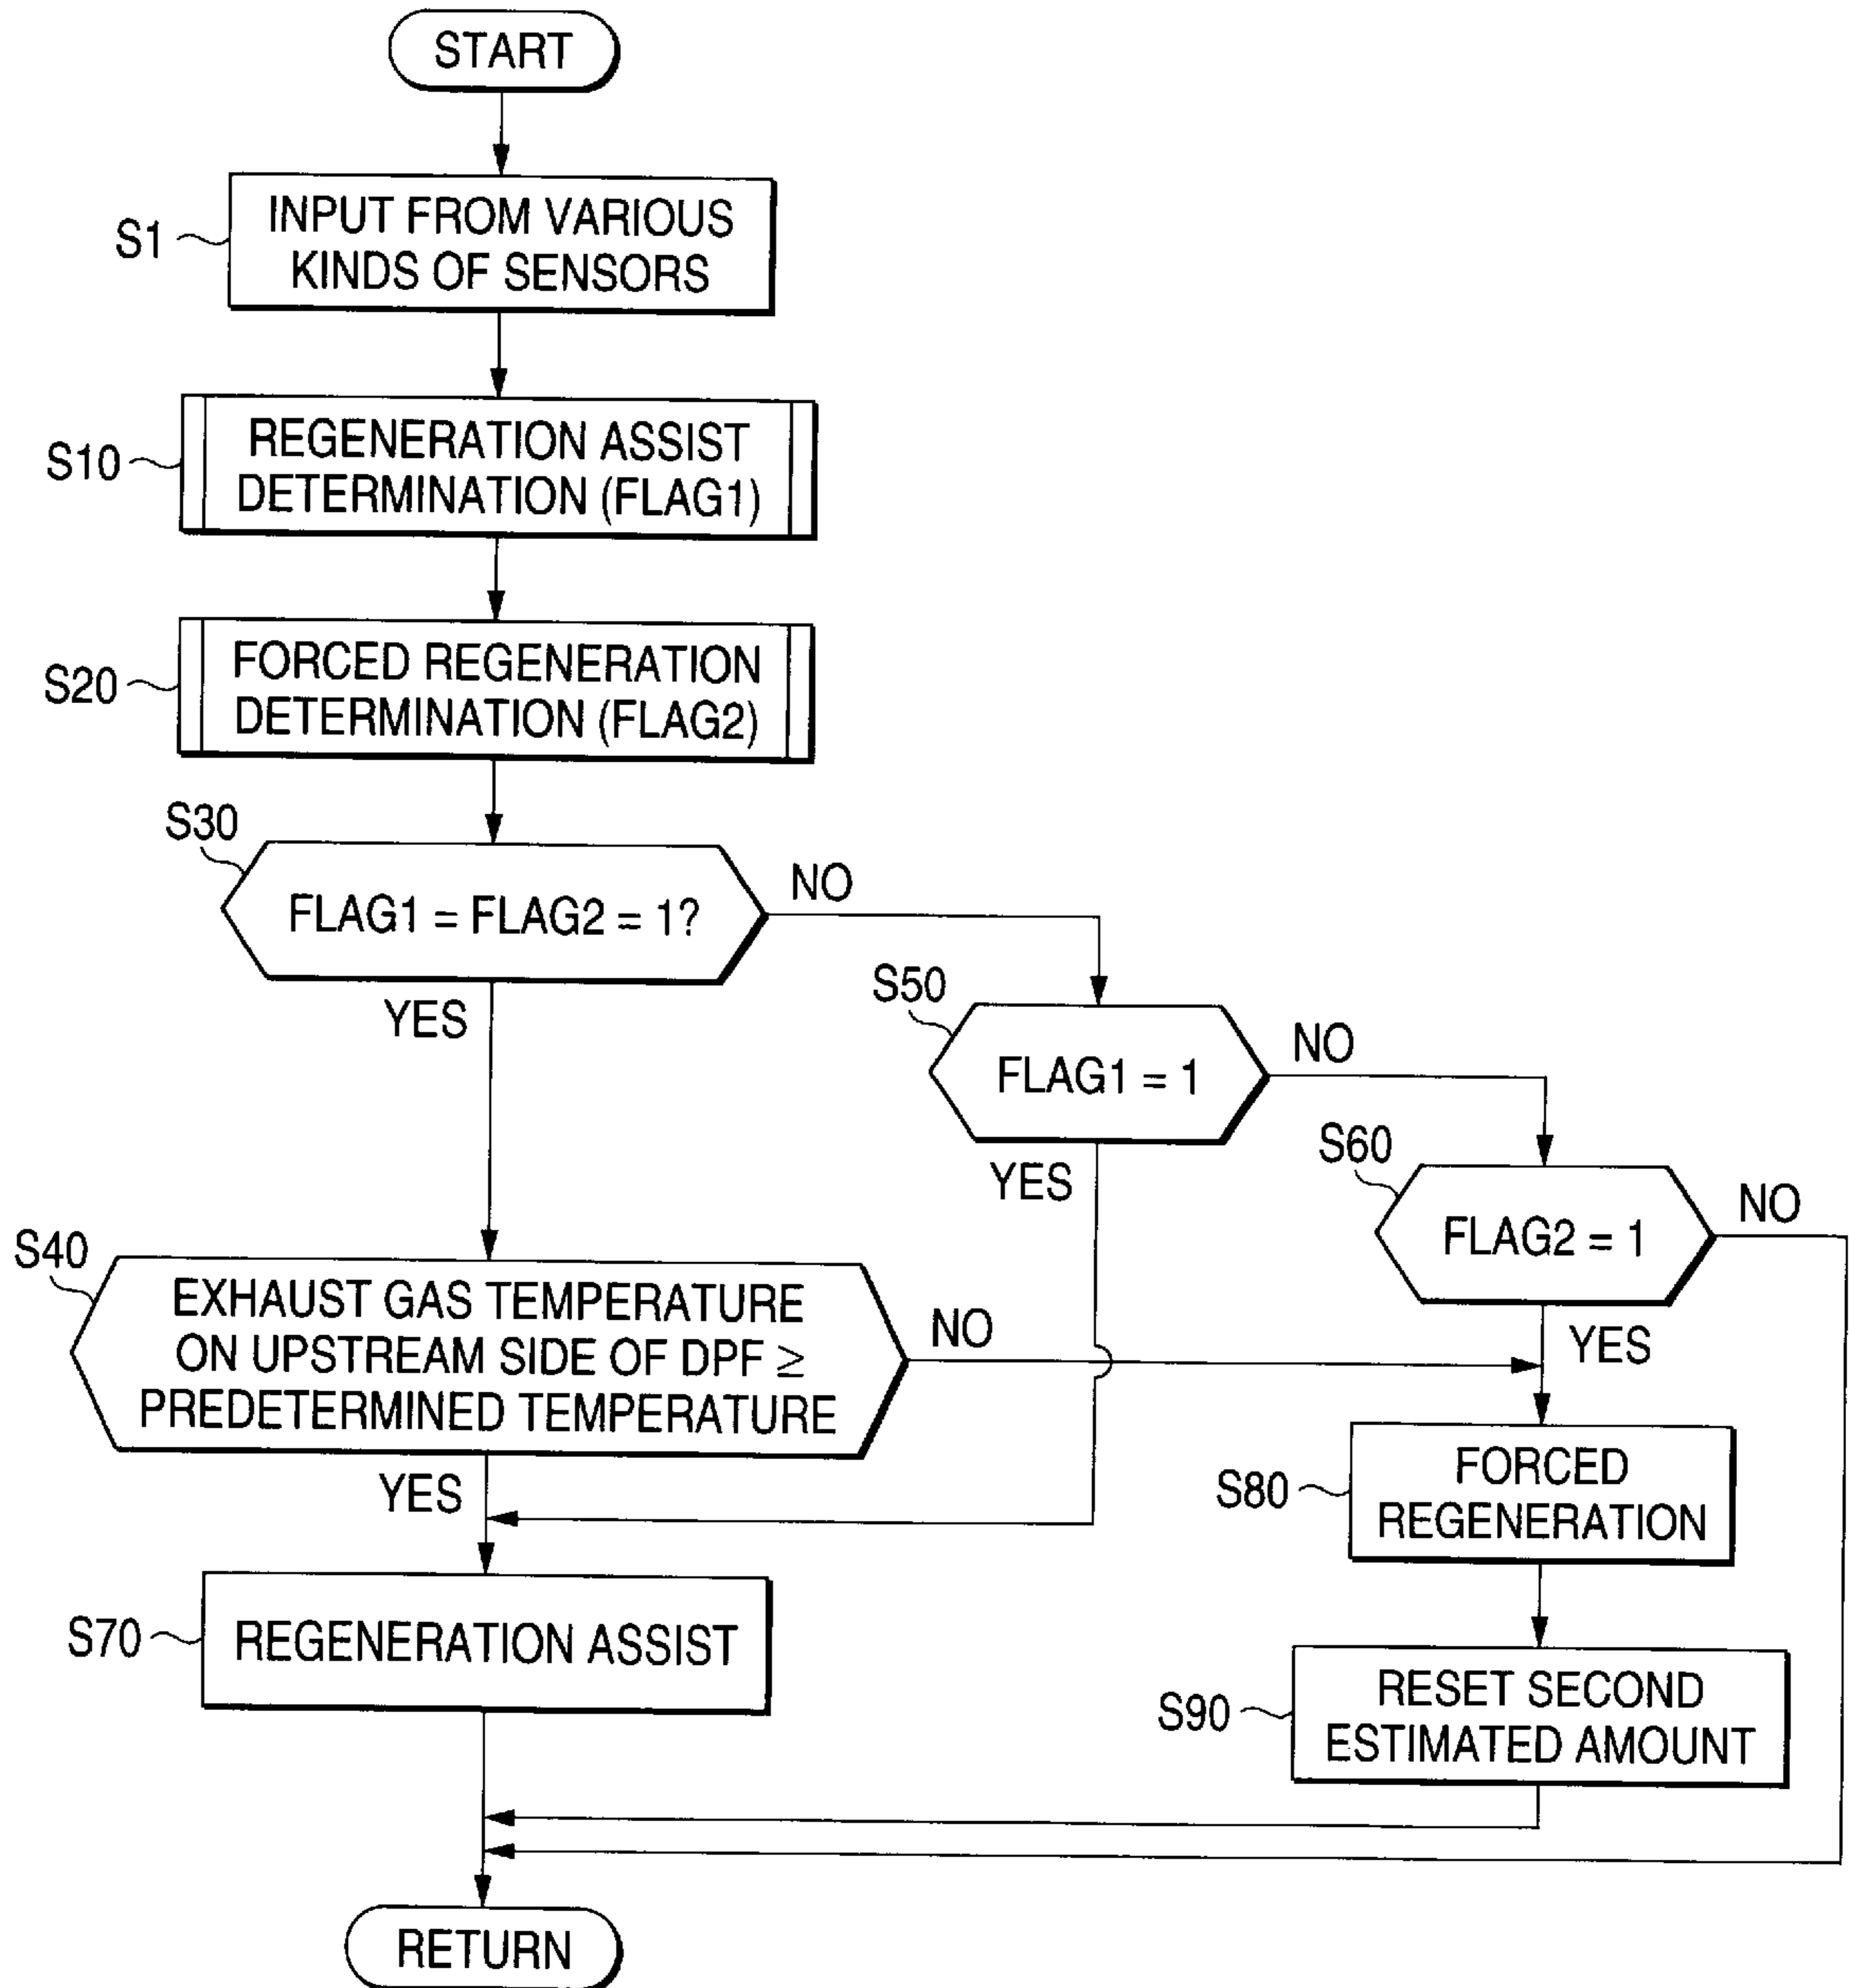 START
S1
INPUT FROM VARIOUS
KINDS OF SENSORS
S10
REGENERATION ASSIST
DETERMINATION (FLAG1)
S20
FORCED REGENERATION
DETERMINATION (FLAG2)
S30
FLAG1 = FLAG2 = 1?
NO
YES
S50
FLAG1 = 1
NO
YES
S60
FLAG2 = 1
NO
YES
S40
EXHAUST GAS TEMPERATURE
ON UPSTREAM SIDE OF DPF ≥
PREDETERMINED TEMPERATURE
NO
YES
S80
FORCED
REGENERATION
S70
REGENERATION ASSIST
S90
RESET SECOND
ESTIMATED AMOUNT
RETURN